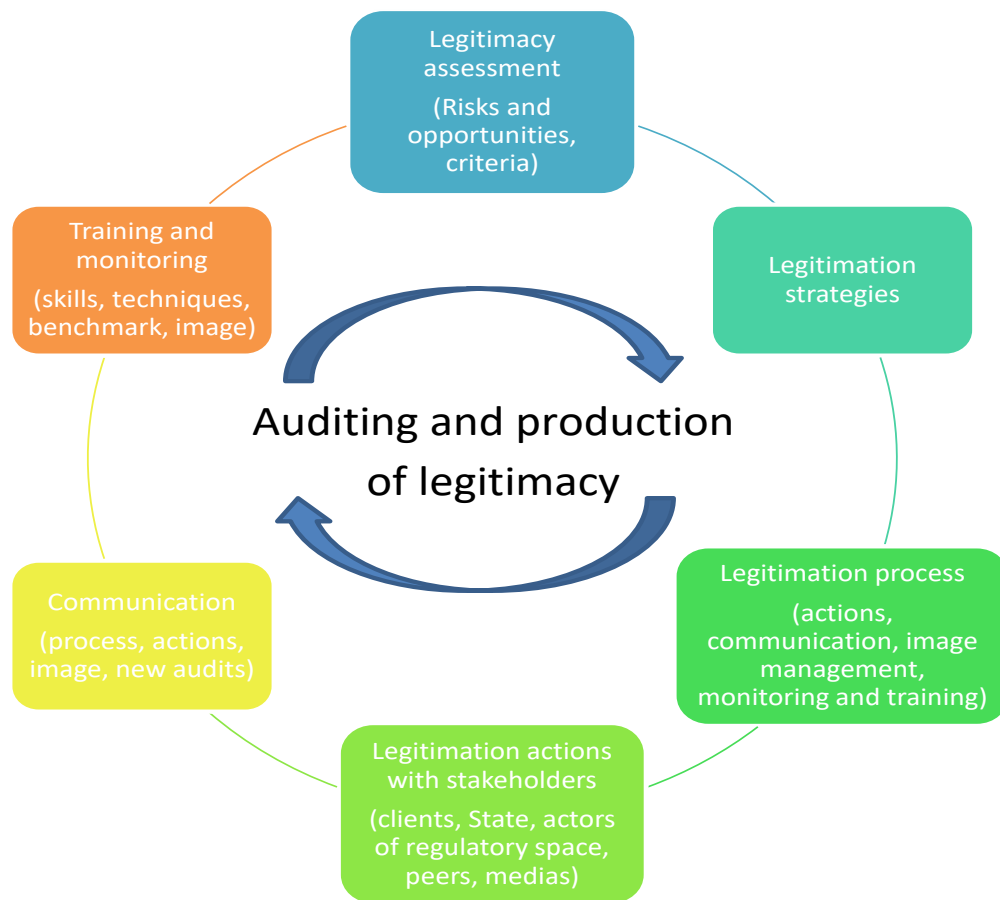 Legitimacy
assessment
(Risks and
opportunities,
criteria)
Legitimation
strategies
Legitimation process
(actions,
communication, image
management,
monitoring and training)
Legitimation actions
with stakeholders
(clients, State, actors
of regulatory space,
peers, medias)
Communication
(process, actions,
image, new audits)
Training and
monitoring
(skills, techniques,
benchmark, image)
Auditing and production
of legitimacy